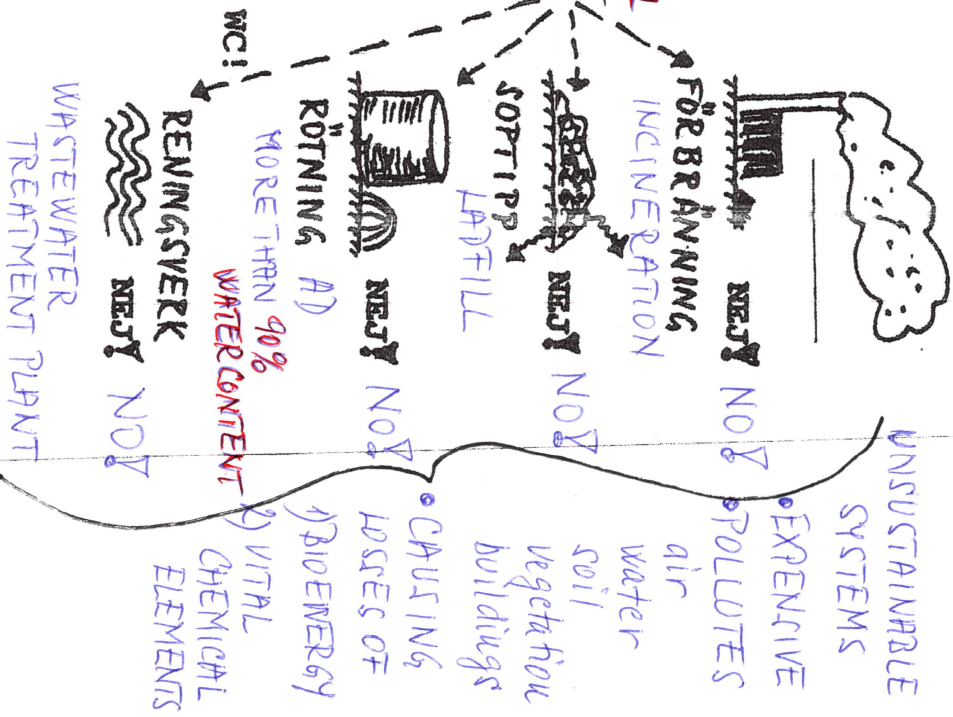 NEJ! NO!
FÖRBRÄNNING
INCINERATION
NEJ! NO!
SOPTIPP
LADFILL
NEJ! NO!
RÖTNING AD
MORE THAN 90%
WATER CONTENT
WC!
RENINGSVERK
NEJ! NO!
WASTEWATER
TREATMENT PLANT
UNSUSTAINABLE
SYSTEMS
• EXPENSIVE
• POLLUTES
air
water
soil
vegetation
buildings
• CAUSING
LOSSES OF
1) BIOENERGY
2) VITAL
CHEMICAL
ELEMENTS